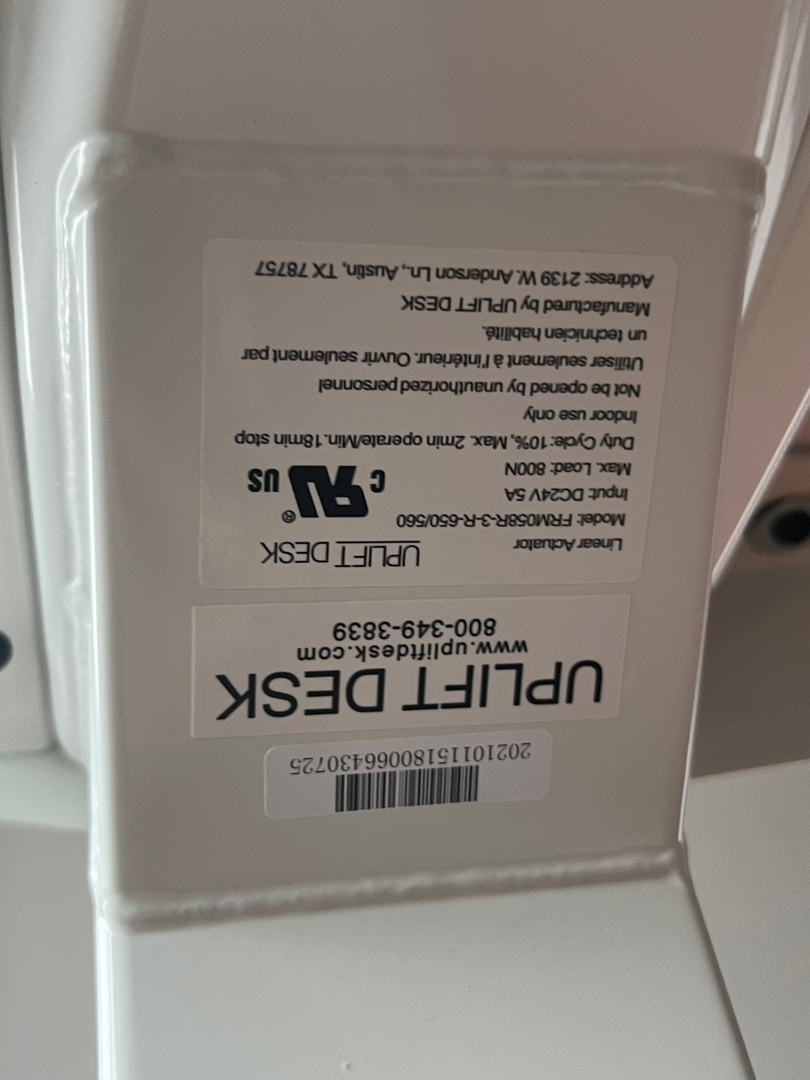 202101151800664307​25
UPLIFT DESK
www.upliftdesk.com
800-349-3839
Linear Actuator
UPLIFT DESK
Model: FRM058R-3-R-650/560
Input: DC24V 5A
Max. Load: 800N
Duty Cycle: 10%, Max. 2min operate/Min. 18min stop
c RU US ®
Indoor use only
Not be opened by unauthorized personnel
Utiliser seulement à l'intérieur. Ouvrir seulement par
un technicien habilité.
Manufactured by UPLIFT DESK
Address: 2139 W. Anderson Ln., Austin, TX 78757